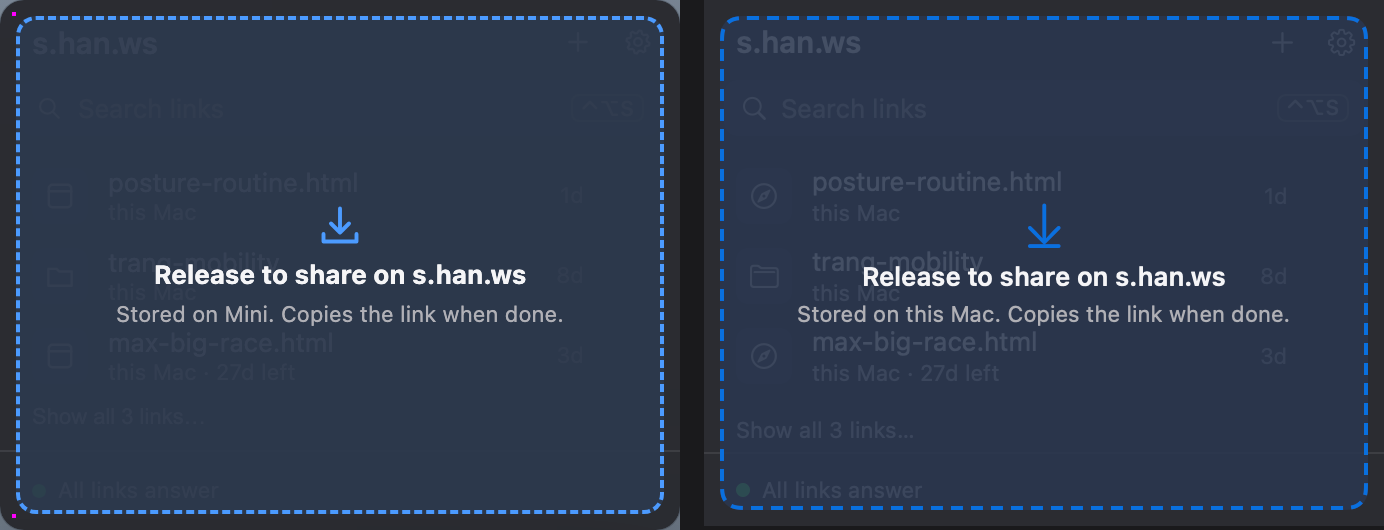 s.han.ws
Search links
^⌥S
posture-routine.html
1d
this Mac
trang-mobility
8d
this Mac
Release to share on s.han.ws
Stored on Mini. Copies the link when done.
max-big-race.html
3d
this Mac · 27d left
Show all 3 links...
All links answer
s.han.ws
Search links
^⌥S
posture-routine.html
1d
this Mac
trang-mobility
8d
this Mac
Release to share on s.han.ws
Stored on this Mac. Copies the link when done.
max-big-race.html
3d
this Mac · 27d left
Show all 3 links...
All links answer